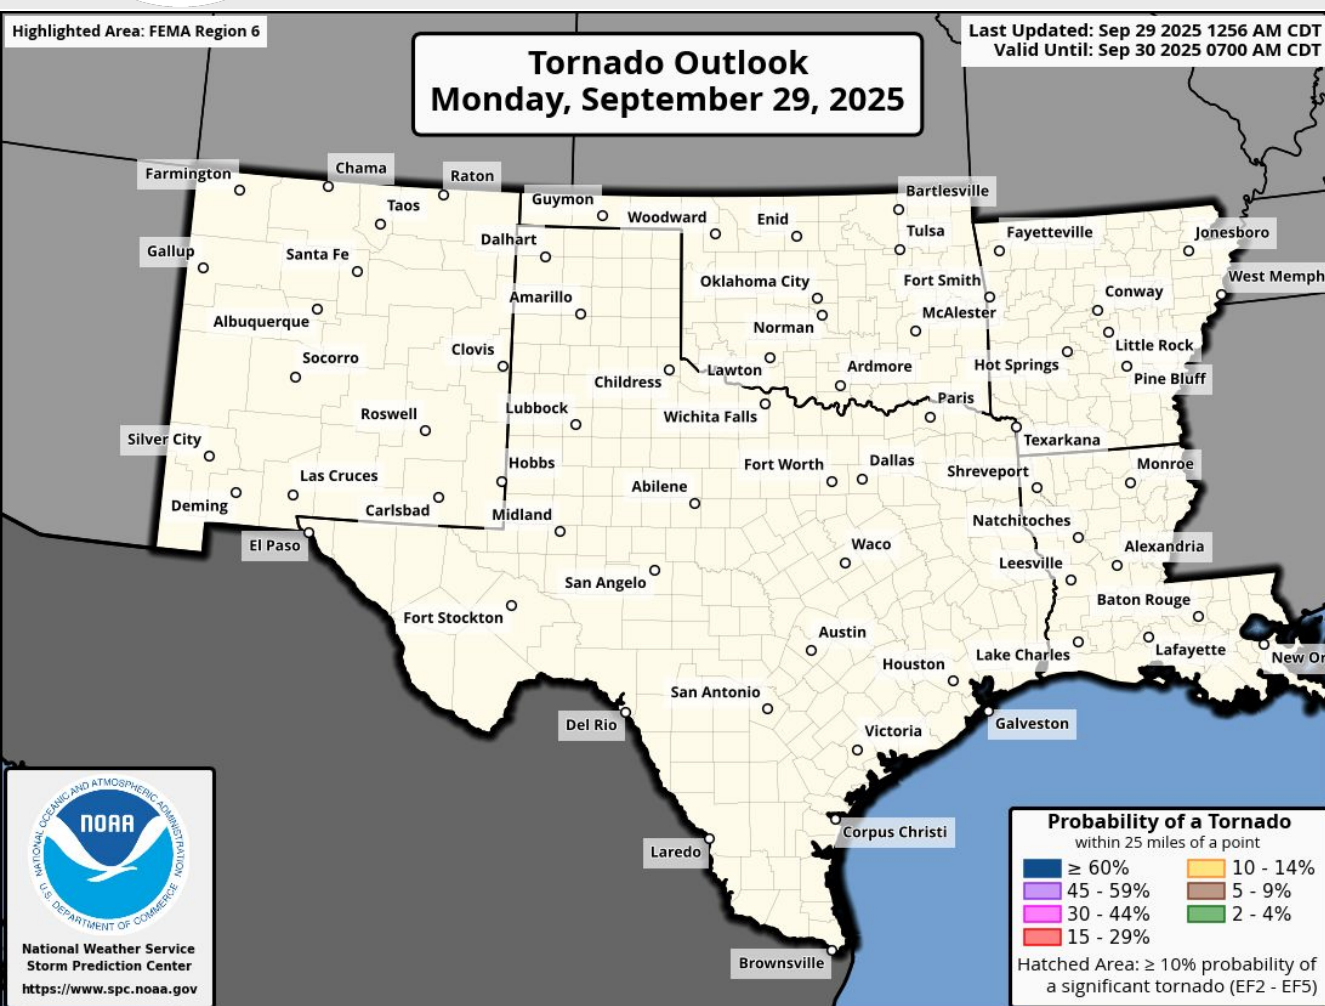 Highlighted Area: FEMA Region 6
Last Updated: Sep 29 2025 1256 AM CDT
Valid Until: Sep 30 2025 0700 AM CDT
Tornado Outlook
Monday, September 29, 2025
Farmington
Chama
Raton
Taos
Guymon
Woodward
Enid
Bartlesville
Tulsa
Fayetteville
Jonesboro
Gallup
Santa Fe
Dalhart
Oklahoma City
Fort Smith
West Memph
Amarillo
Conway
Albuquerque
Norman
McAlester
Little Rock
Socorro
Clovis
Childress
Lawton
Ardmore
Hot Springs
Pine Bluff
Roswell
Lubbock
Wichita Falls
Paris
Silver City
Texarkana
Las Cruces
Hobbs
Fort Worth
Dallas
Shreveport
Monroe
Deming
Carlsbad
Abilene
Midland
Natchitoches
El Paso
Waco
Alexandria
San Angelo
Leesville
Fort Stockton
Baton Rouge
Austin
Houston
Lake Charles
Lafayette
New Or
San Antonio
Del Rio
Galveston
Victoria
Laredo
Corpus Christi
Brownsville
NATIONAL OCEANIC AND ATMOSPHERIC ADMINISTRATION
NOAA
U.S. DEPARTMENT OF COMMERCE
National Weather Service
Storm Prediction Center
https://www.spc.noaa.gov
Probability of a Tornado
within 25 miles of a point
≥ 60%
10 - 14%
45 - 59%
5 - 9%
30 - 44%
2 - 4%
15 - 29%
Hatched Area: ≥ 10% probability of
a significant tornado (EF2 - EF5)